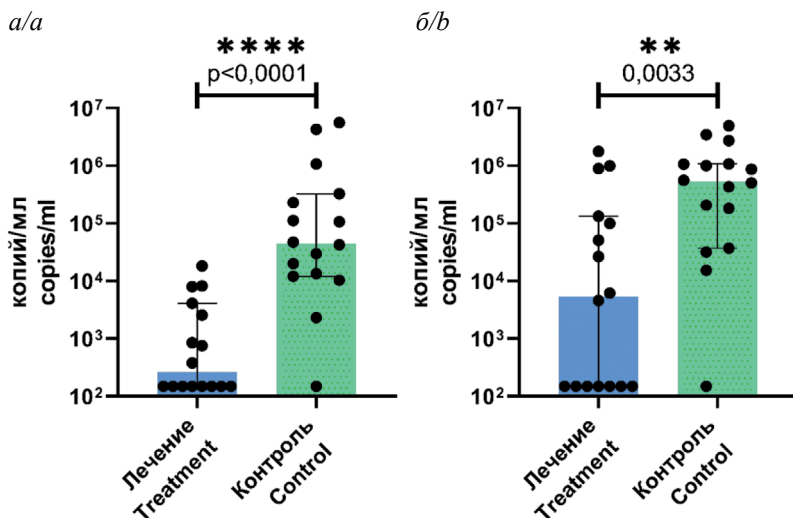 а/a
****
p<0,0001
10⁷
10⁶
10⁵
10⁴
10³
10²
копий/мл
copies/ml
Лечение
Treatment
Контроль
Control
б/b
**
0,0033
10⁷
10⁶
10⁵
10⁴
10³
10²
копий/мл
copies/ml
Лечение
Treatment
Контроль
Control